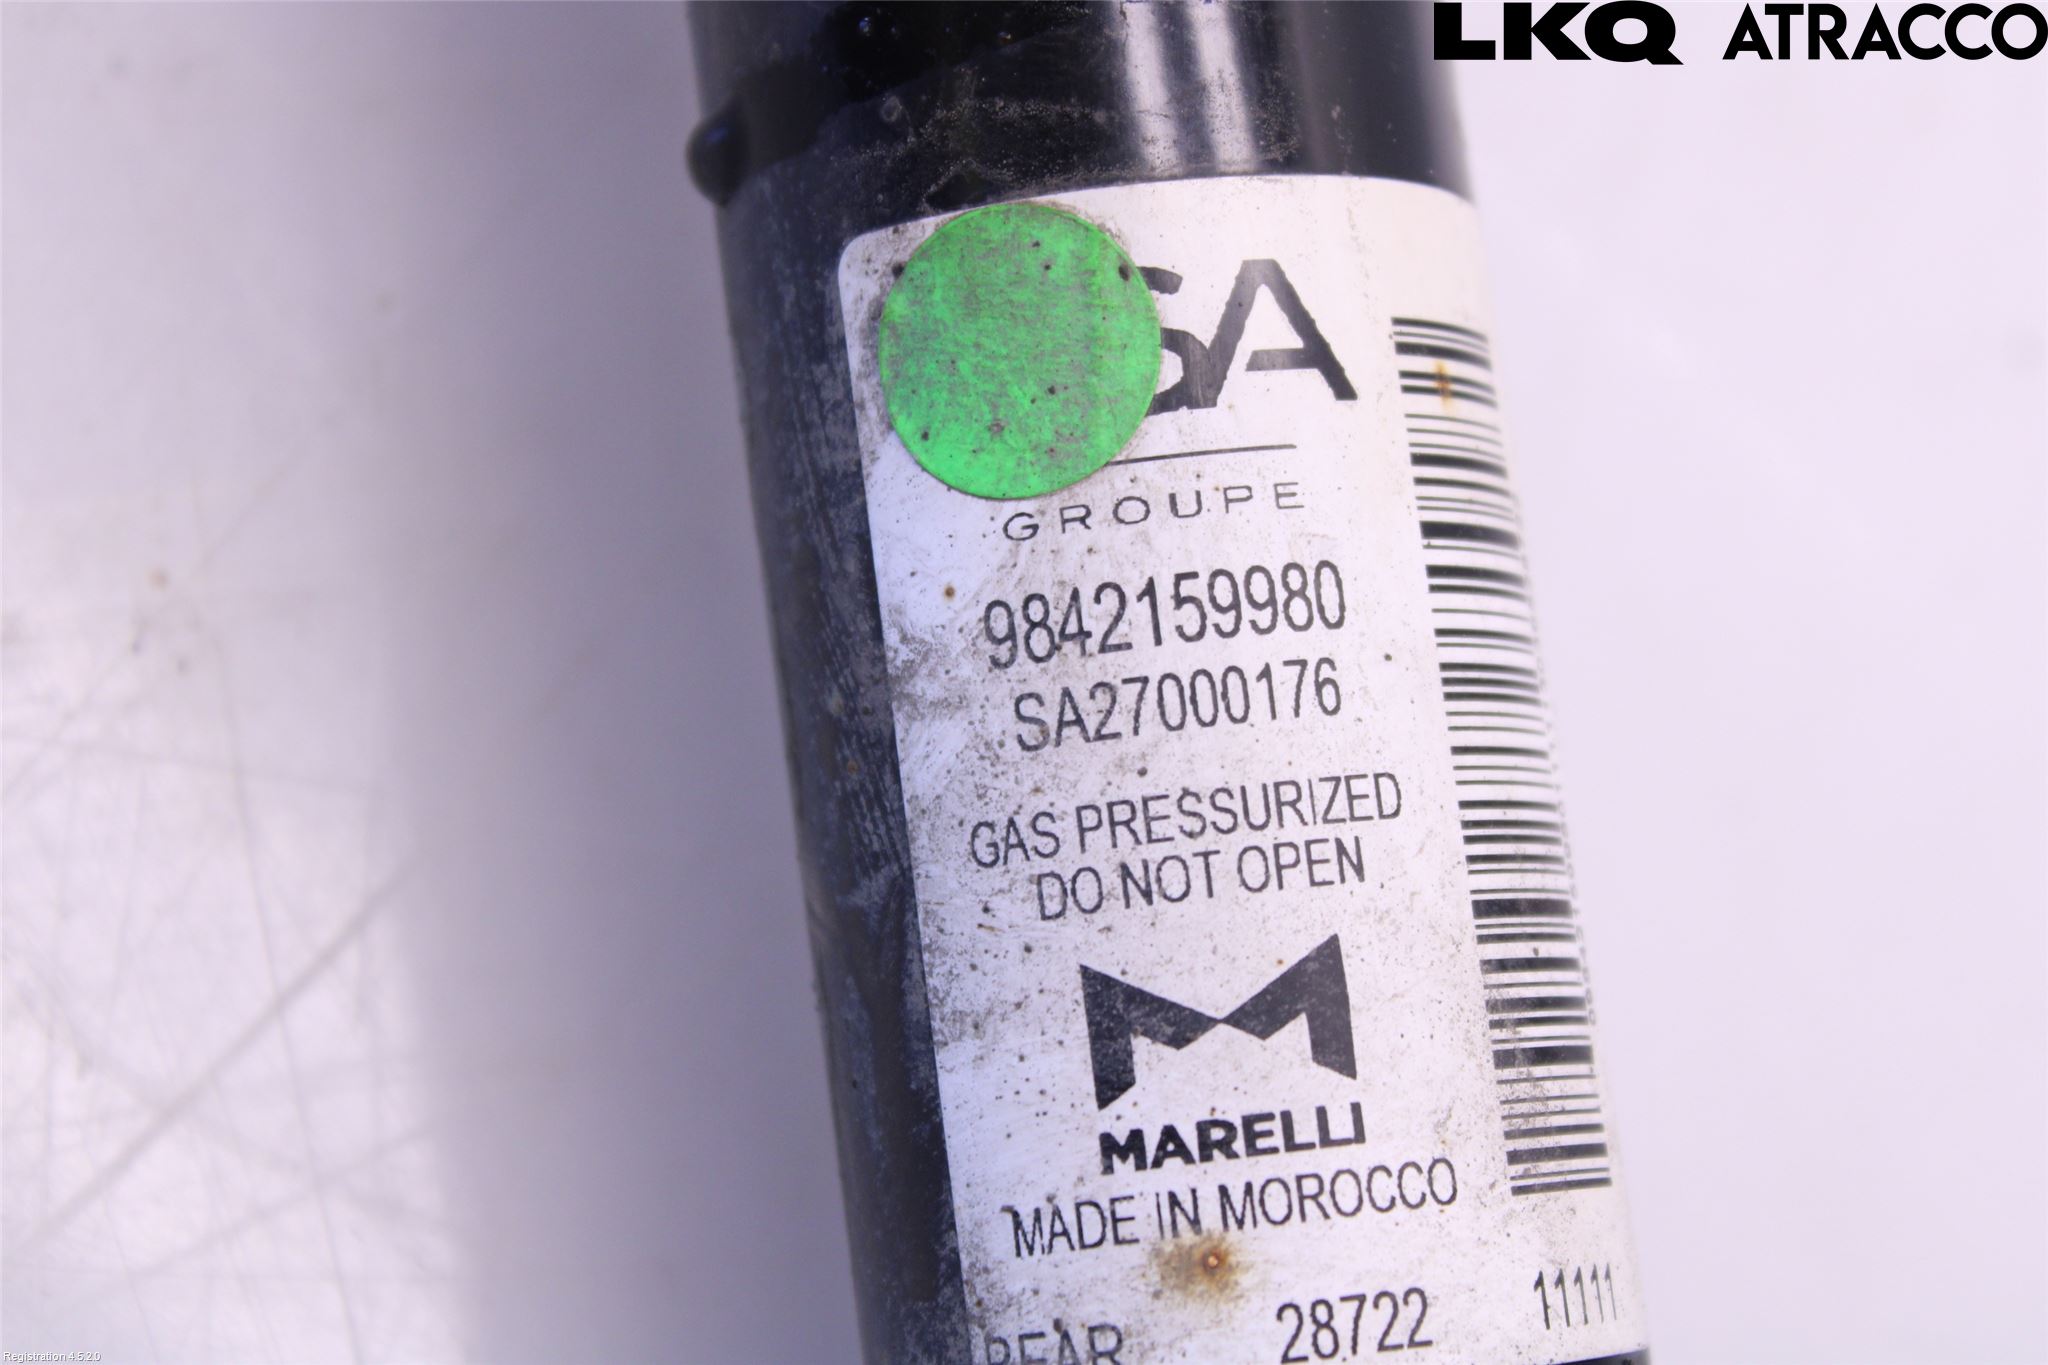 LKQ ATRACCO
SA
GROUPE
9842159980
SA27000176
GAS PRESSURIZED
DO NOT OPEN
MARELLI
MADE IN MOROCCO
REAR 28722 11111
Registration 4.5.2.0